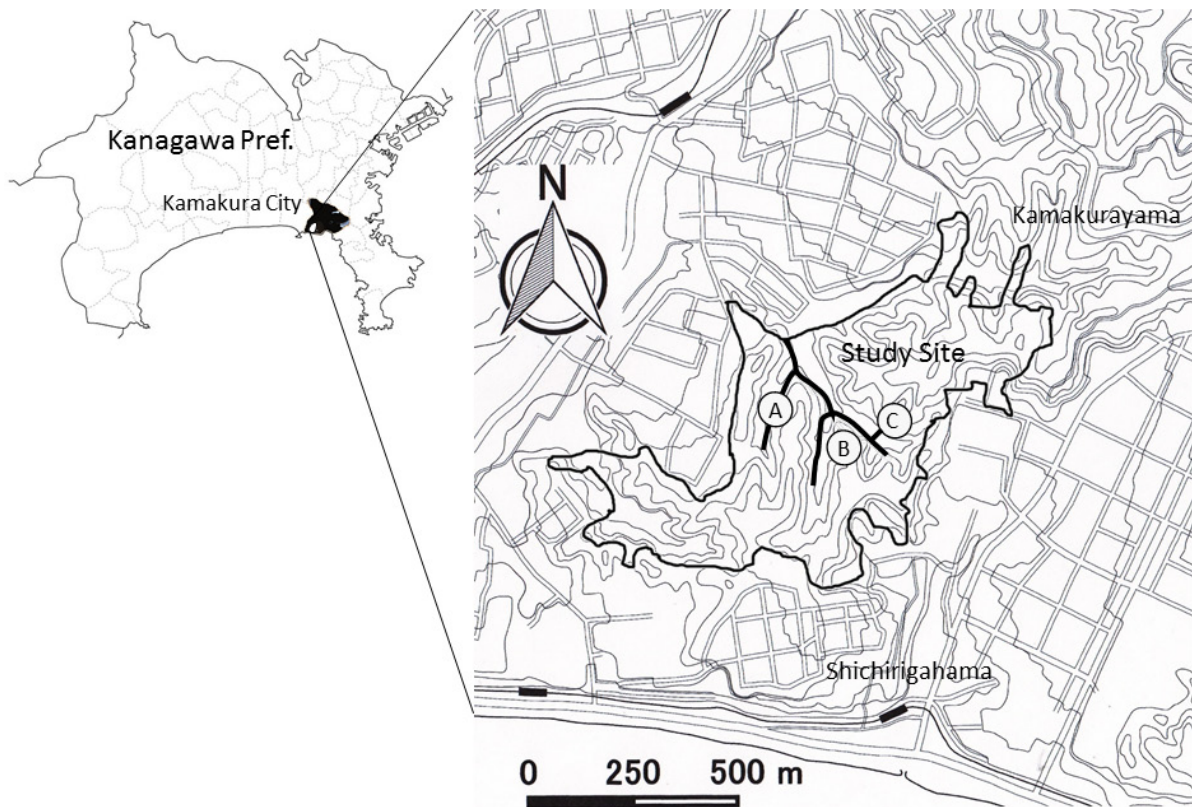 Kanagawa Pref.
Kamakura City
N
Kamakurayama
Study Site
A
C
B
Shichirigahama
0 250 500 m